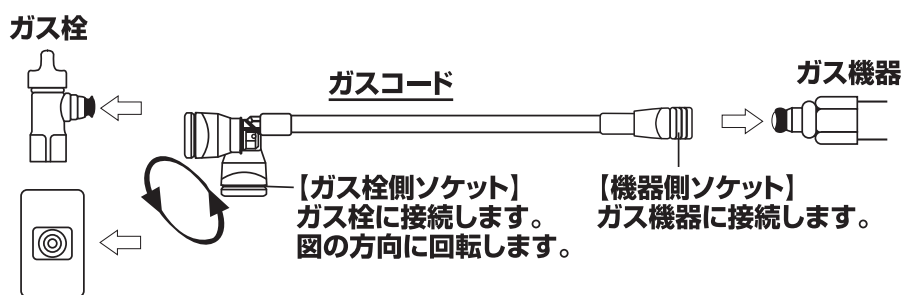 ガス栓
ガスコード
ガス機器
【ガス栓側ソケット】
ガス栓に接続します。
図の方向に回転します。
【機器側ソケット】
ガス機器に接続します。